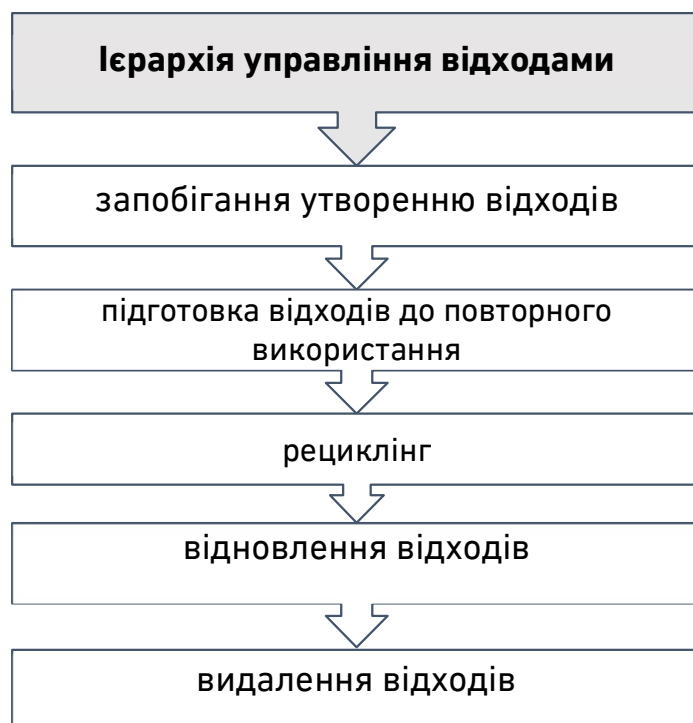 Ієрархія управління відходами
запобігання утворенню відходів
підготовка відходів до повторного
використання
рециклінг
відновлення відходів
видалення відходів